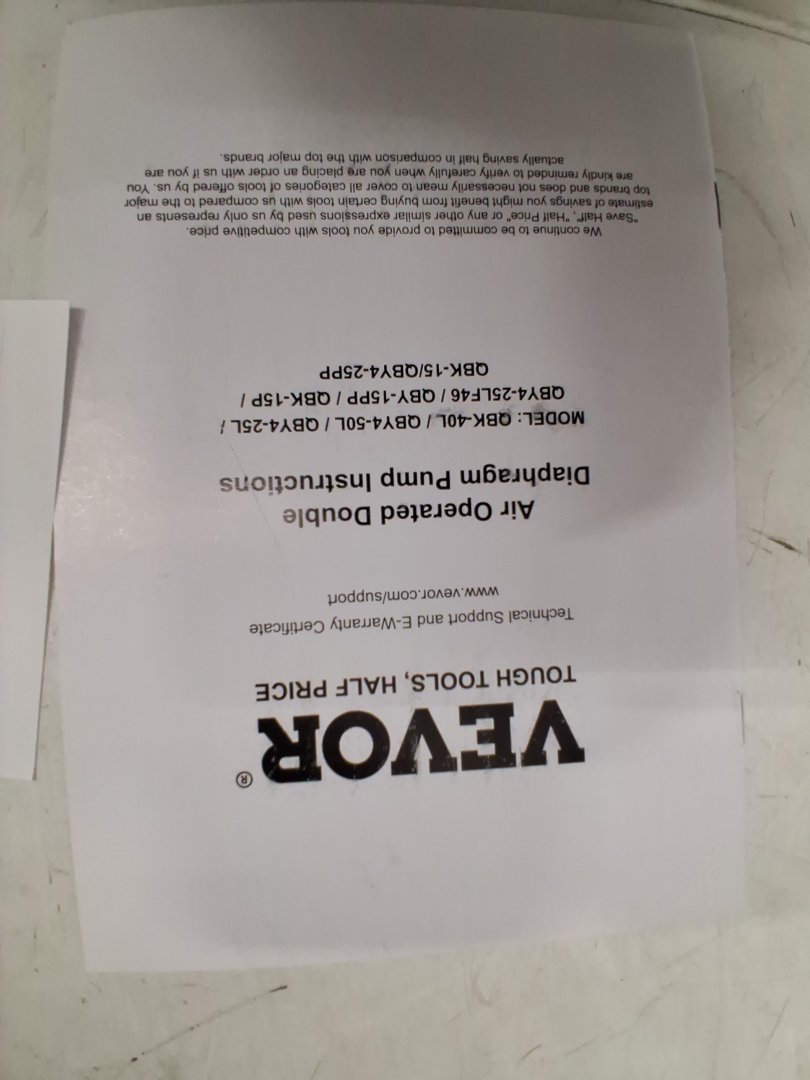 VEVOR®
TOUGH TOOLS, HALF PRICE
Technical Support and E-Warranty Certificate
www.vevor.com/support
Air Operated Double
Diaphragm Pump Instructions
MODEL: QBK-40L / QBY4-50L / QBY4-25L /
QBY4-25LF46 / QBY-15PP / QBK-15P /
QBK-15/QBY4-25PP
We continue to be committed to provide you tools with competitive price.
"Save Half", "Half Price" or any other similar expressions used by us only represents an
estimate of savings you might benefit from buying certain tools with us compared to the major
top brands and does not necessarily mean to cover all categories of tools offered by us. You
are kindly reminded to verify carefully when you are placing an order with us if you are
actually saving half in comparison with the top major brands.